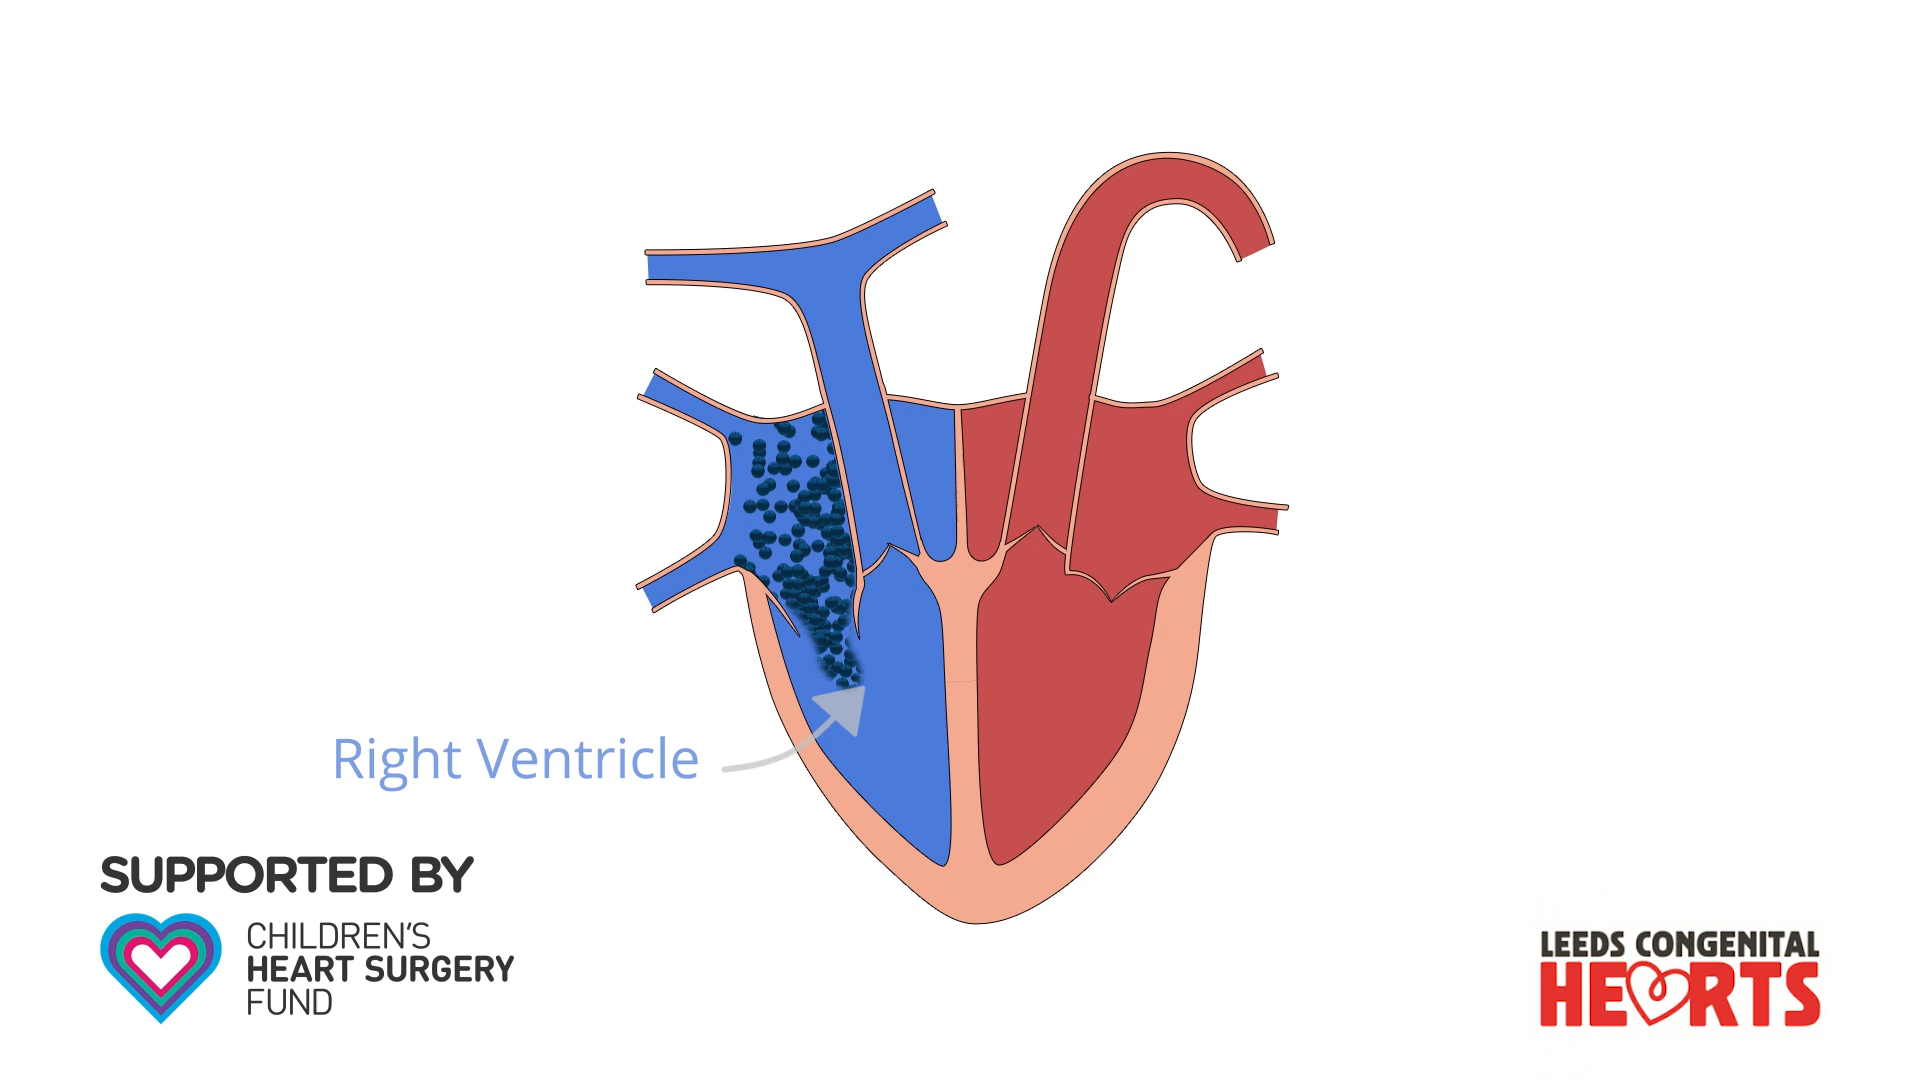 Right Ventricle
SUPPORTED BY
CHILDREN'S
HEART SURGERY
FUND
LEEDS CONGENITAL
HEARTS